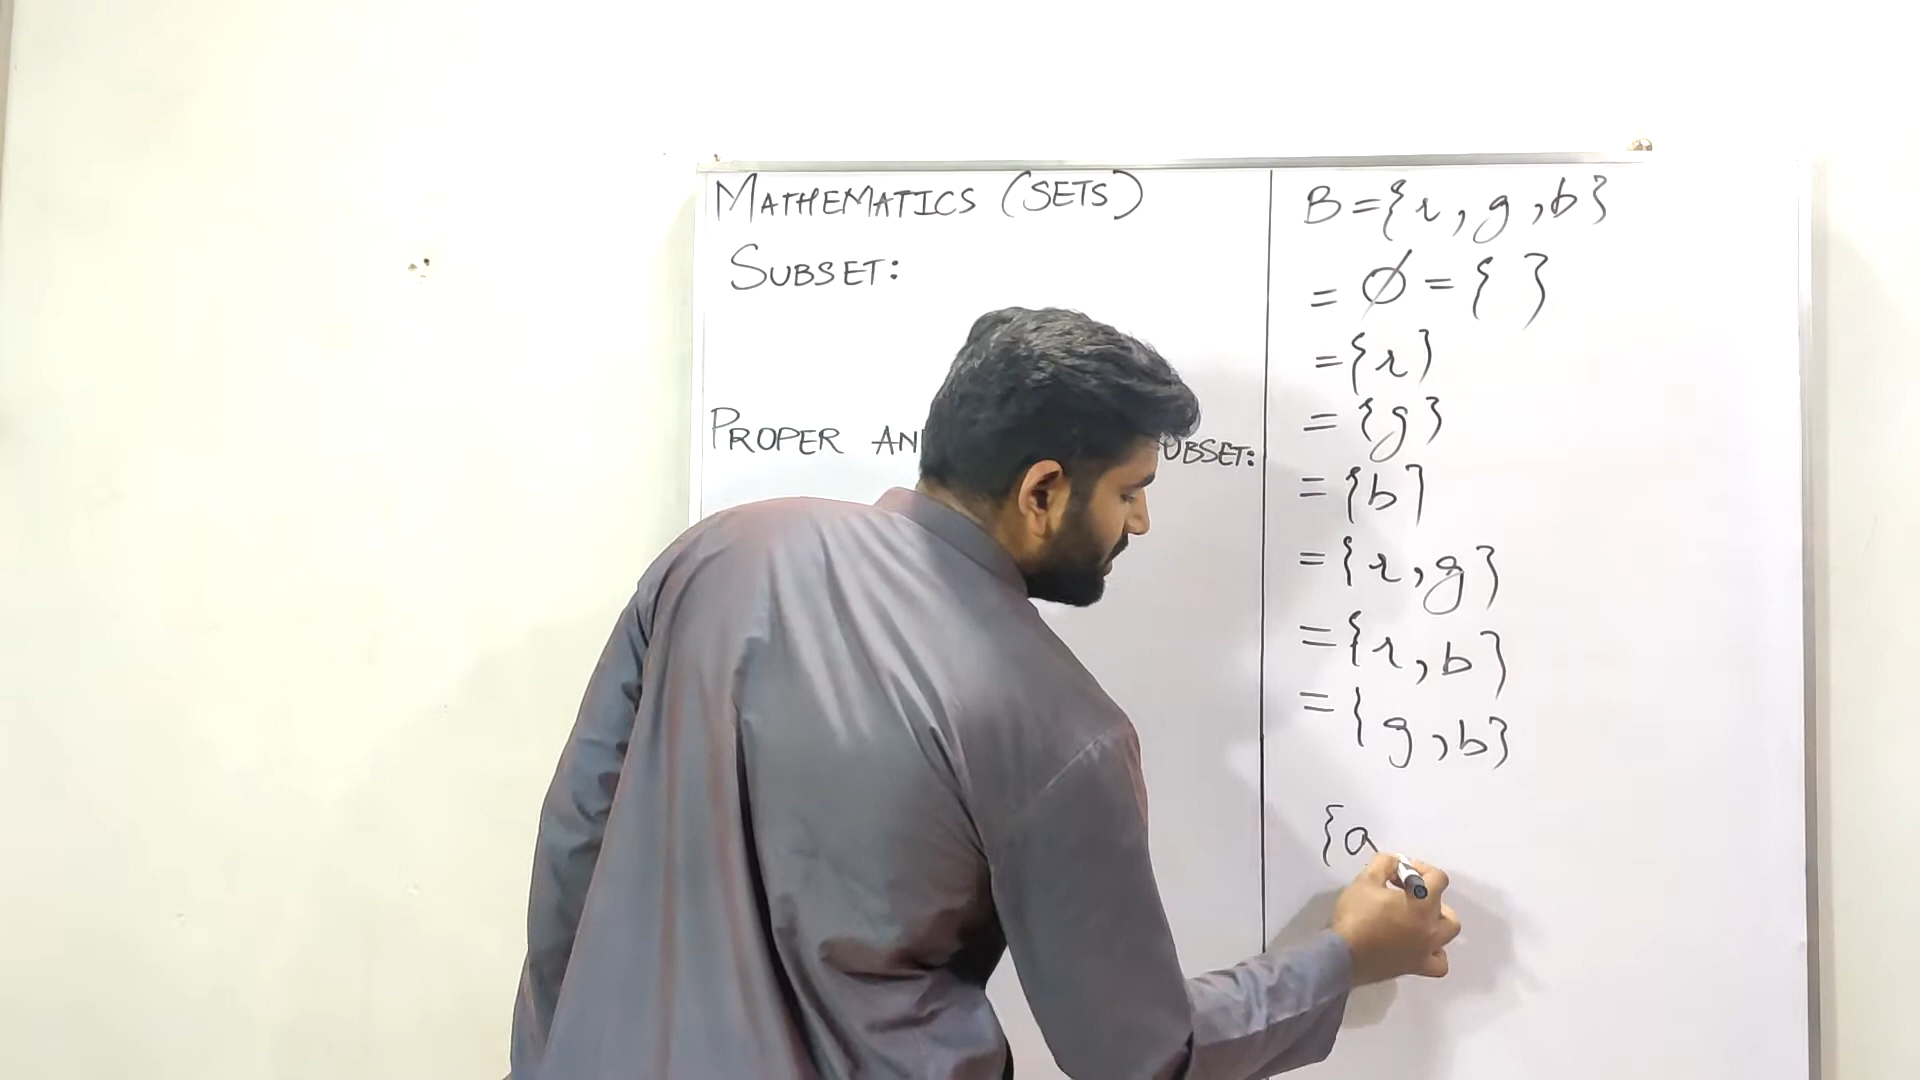 MATHEMATICS (SETS)
SUBSET:
PROPER AN UBSET:
B = {r, g, b}
= ∅ = { }
= {r}
= {g}
= {b}
= {r, g}
= {r, b}
= {g, b}
{a